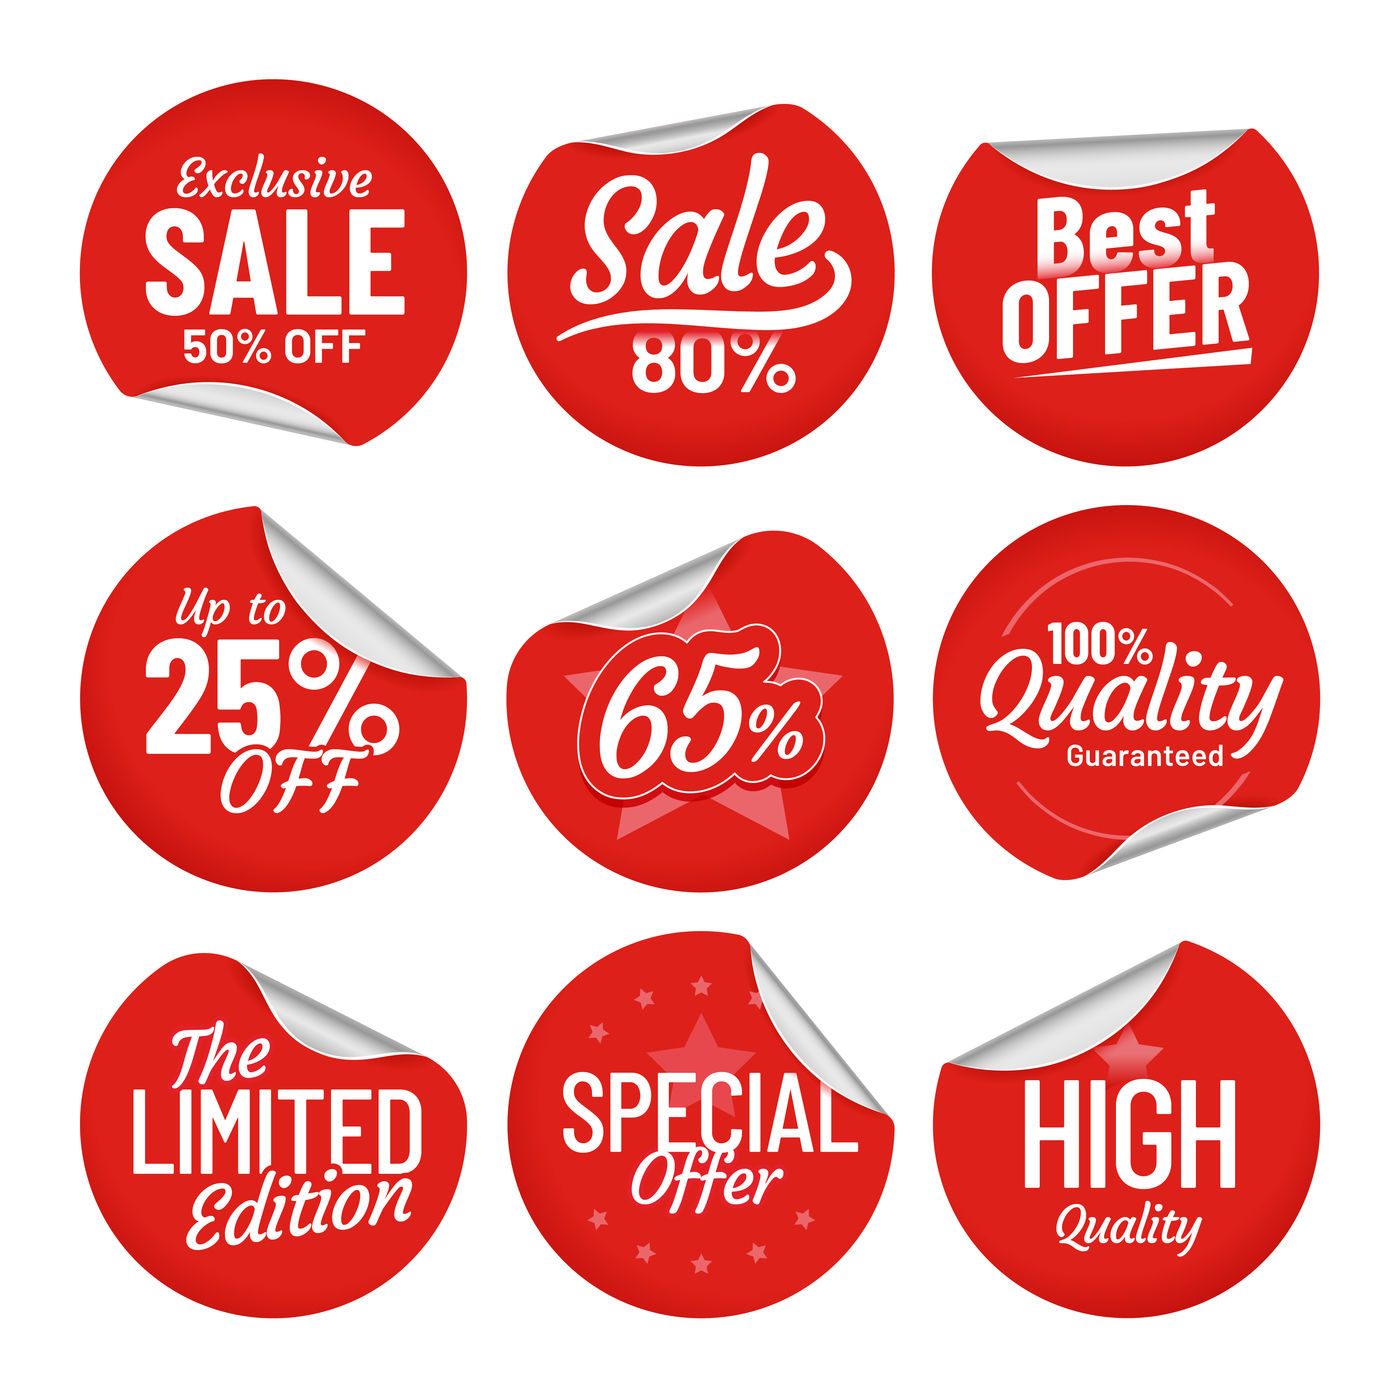 Exclusive
SALE
50% OFF
Sale
80%
Best
OFFER
Up to
25%
OFF
65%
100%
Quality
Guaranteed
The
LIMITED
Edition
SPECIAL
Offer
HIGH
Quality